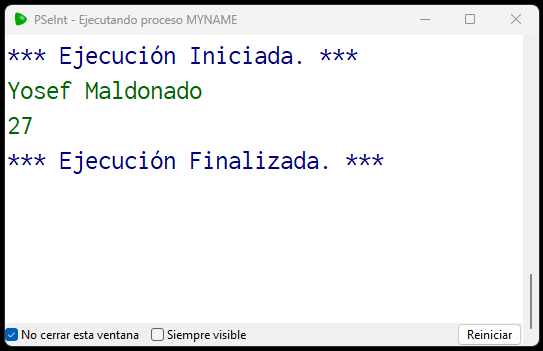 PSeInt - Ejecutando proceso MYNAME
*** Ejecución Iniciada. ***
Yosef Maldonado
27
*** Ejecución Finalizada. ***
No cerrar esta ventana Siempre visible Reiniciar